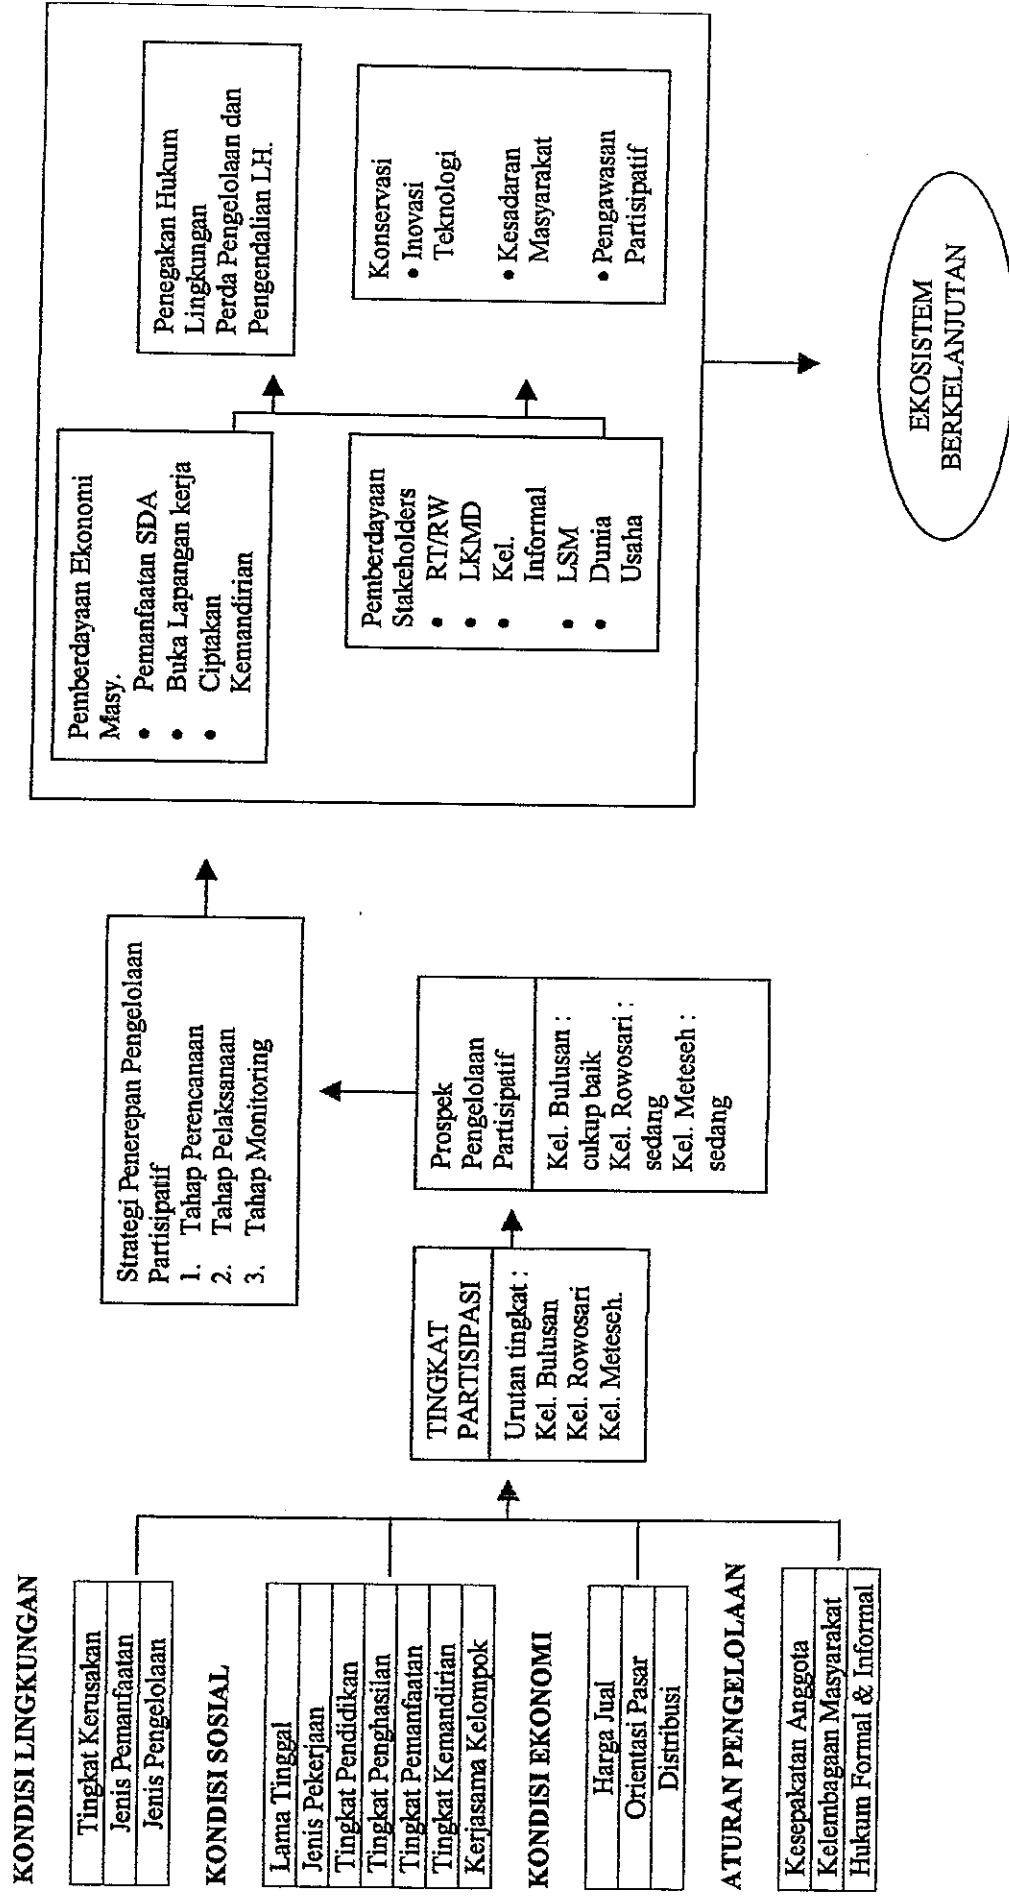 KONDISI LINGKUNGAN
Tingkat Kerusakan
Jenis Pemanfaatan
Jenis Pengelolaan
KONDISI SOSIAL
Lama Tinggal
Jenis Pekerjaan
Tingkat Pendidikan
Tingkat Penghasilan
Tingkat Pemanfaatan
Tingkat Kemandirian
Kerjasama Kelompok
KONDISI EKONOMI
Harga Jual
Orientasi Pasar
Distribusi
ATURAN PENGELOLAAN
Kesepakatan Anggota
Kelembagaan Masyarakat
Hukum Formal & Informal
TINGKAT
PARTISIPASI
Urutan tingkat :
Kel. Bulusan
Kel. Rowosari
Kel. Meteseh.
Prospek
Pengelolaan
Partisipatif
Kel. Bulusan :
cukup baik
Kel. Rowosari :
sedang
Kel. Meteseh :
sedang
Strategi Penerepan Pengelolaan
Partisipatif
1. Tahap Perencanaan
2. Tahap Pelaksanaan
3. Tahap Monitoring
Pemberdayaan Ekonomi
Masy.
• Pemanfaatan SDA
• Buka Lapangan kerja
• Ciptakan
Kemandirian
Pemberdayaan
Stakeholders
• RT/RW
• LKMD
• Kel.
Informal
• LSM
• Dunia
Usaha
Penegakan Hukum
Lingkungan
Perda Pengelolaan dan
Pengendalian LH.
Konservasi
• Inovasi
Teknologi
• Kesadaran
Masyarakat
• Pengawasan
Partisipatif
EKOSISTEM
BERKELANJUTAN